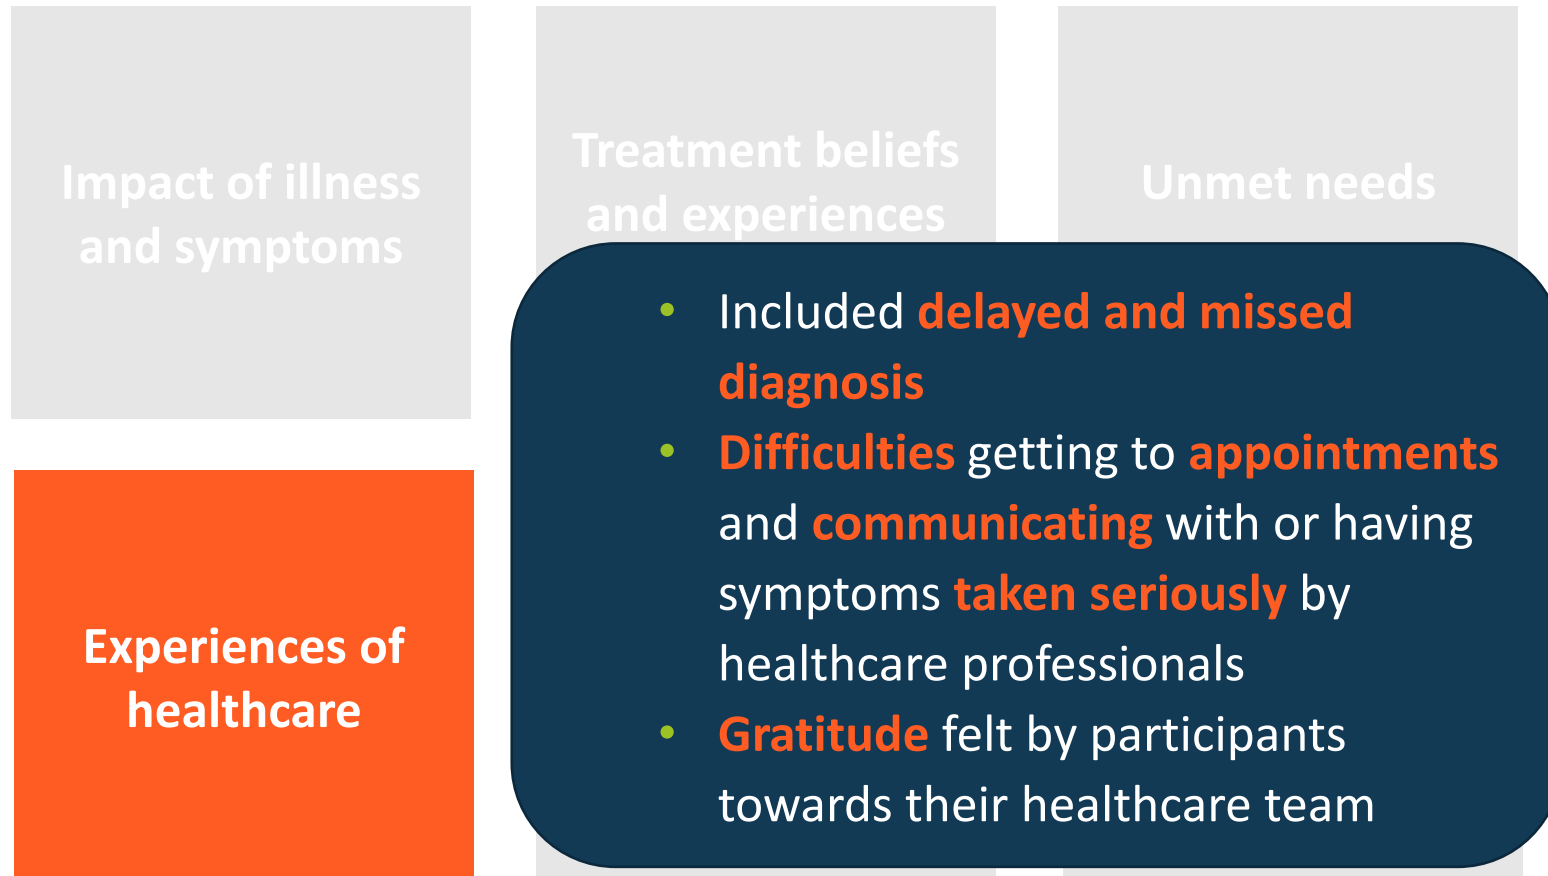 Impact of illness
and symptoms
Treatment beliefs
and experiences
Unmet needs
Experiences of
healthcare
• Included delayed and missed
diagnosis
• Difficulties getting to appointments
and communicating with or having
symptoms taken seriously by
healthcare professionals
• Gratitude felt by participants
towards their healthcare team